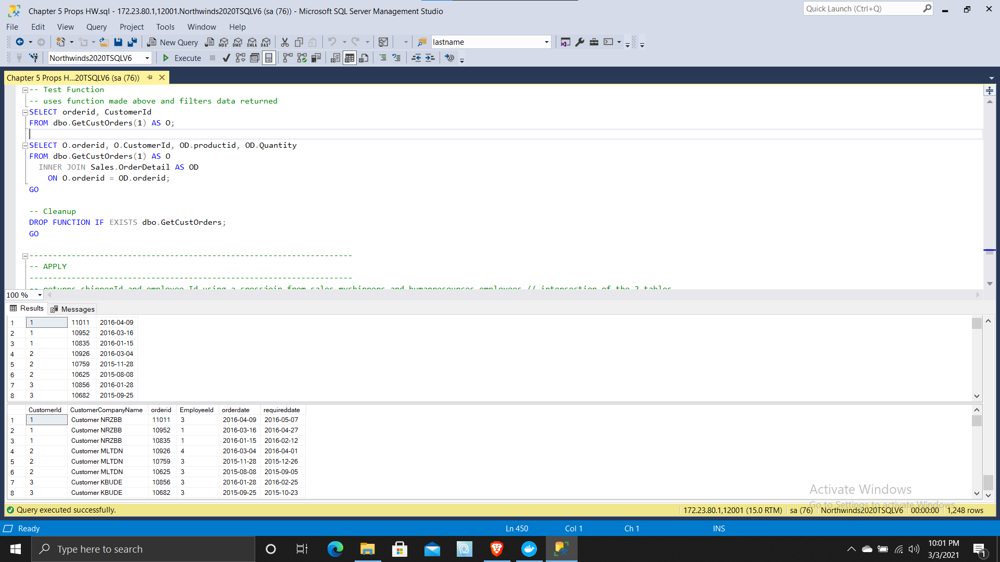 Chapter 5 Props HW.sql - 172.23.80.1,12001.Northwinds2020TSQLV6 (sa (76)) - Microsoft SQL Server Management Studio
Quick Launch (Ctrl+Q)
File Edit View Query Project Tools Window Help
New Query MDX DMX XMLA DAX lastname
Northwinds2020TSQLV6 Execute
Chapter 5 Props H...20TSQLV6 (sa (76))
-- Test Function
-- uses function made above and filters data returned
SELECT orderid, CustomerId
FROM dbo.GetCustOrders(1) AS O;
SELECT O.orderid, O.CustomerId, OD.productid, OD.Quantity
FROM dbo.GetCustOrders(1) AS O
INNER JOIN Sales.OrderDetail AS OD
ON O.orderid = OD.orderid;
GO
-- Cleanup
DROP FUNCTION IF EXISTS dbo.GetCustOrders;
GO
---------------------------------------------------------------------
-- APPLY
---------------------------------------------------------------------
-- returns shipperId and employee Id using a crossjoin from sales.myshippers and humanresources.employees // intersection of the 2 tables
100 %
Results Messages
1 1 11011 2016-04-09
2 1 10952 2016-03-16
3 1 10835 2016-01-15
4 2 10926 2016-03-04
5 2 10759 2015-11-28
6 2 10625 2015-08-08
7 3 10856 2016-01-28
8 3 10682 2015-09-25
CustomerId CustomerCompanyName orderid EmployeeId orderdate requireddate
1 1 Customer NRZBB 11011 3 2016-04-09 2016-05-07
2 1 Customer NRZBB 10952 1 2016-03-16 2016-04-27
3 1 Customer NRZBB 10835 1 2016-01-15 2016-02-12
4 2 Customer MLTDN 10926 4 2016-03-04 2016-04-01
5 2 Customer MLTDN 10759 3 2015-11-28 2015-12-26
6 2 Customer MLTDN 10625 3 2015-08-08 2015-09-05
7 3 Customer KBUDE 10856 3 2016-01-28 2016-02-25
8 3 Customer KBUDE 10682 3 2015-09-25 2015-10-23
Activate Windows
Go to Settings to activate Windows.
Query executed successfully. 172.23.80.1,12001 (15.0 RTM) sa (76) Northwinds2020TSQLV6 00:00:00 1,248 rows
Ready Ln 450 Col 1 Ch 1 INS
Type here to search
10:01 PM
3/3/2021
1